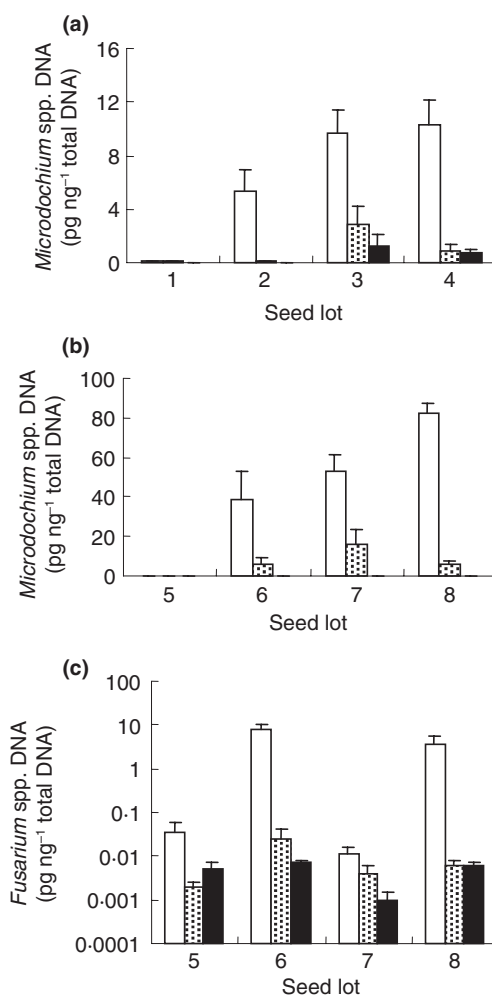 (a)
Microdochium spp. DNA
(pg ng⁻¹ total DNA)
16
12
8
4
0
1 2 3 4
Seed lot
(b)
Microdochium spp. DNA
(pg ng⁻¹ total DNA)
100
80
60
40
20
0
5 6 7 8
Seed lot
(c)
Fusarium spp. DNA
(pg ng⁻¹ total DNA)
100
10
1
0·1
0·01
0·001
0·0001
5 6 7 8
Seed lot